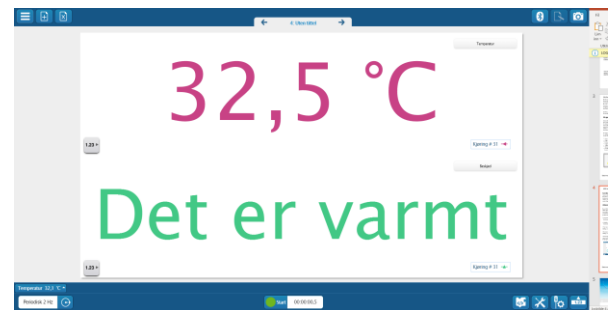 4: Uten tittel
Temperatur
32,5 °C
1.23
Kjøring # 33
Resultat
Det er varmt
1.23
Kjøring # 33
Temperatur 32,5 °C
Periodisk 2 Hz
Start
00:00:00,5